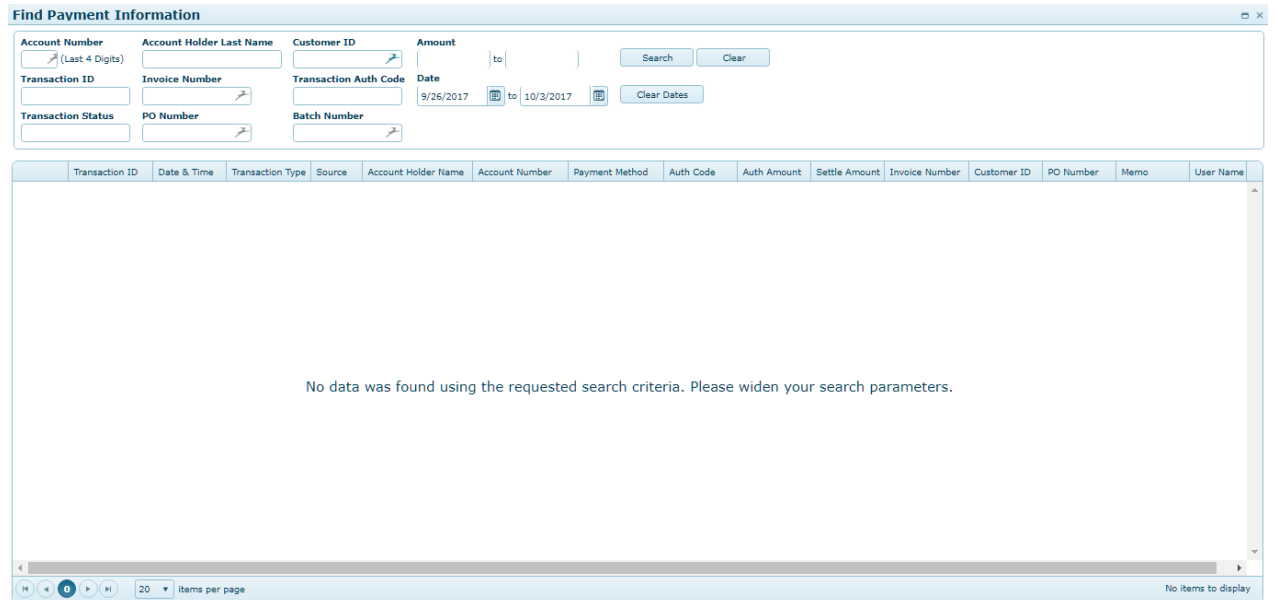 Find Payment Information
Account Number Account Holder Last Name Customer ID Amount
(Last 4 Digits) to Search Clear
Transaction ID Invoice Number Transaction Auth Code Date
9/26/2017 to 10/3/2017 Clear Dates
Transaction Status PO Number Batch Number
Transaction ID Date & Time Transaction Type Source Account Holder Name Account Number Payment Method Auth Code Auth Amount Settle Amount Invoice Number Customer ID PO Number Memo User Name
No data was found using the requested search criteria. Please widen your search parameters.
0 20 items per page No items to display